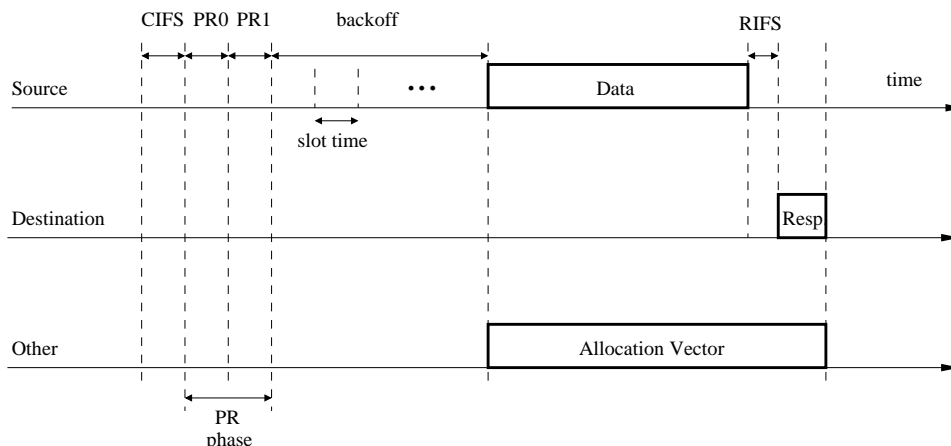 CIFS PR0 PR1 backoff RIFS
Source Data time
slot time
Destination Resp
Other Allocation Vector
PR
phase